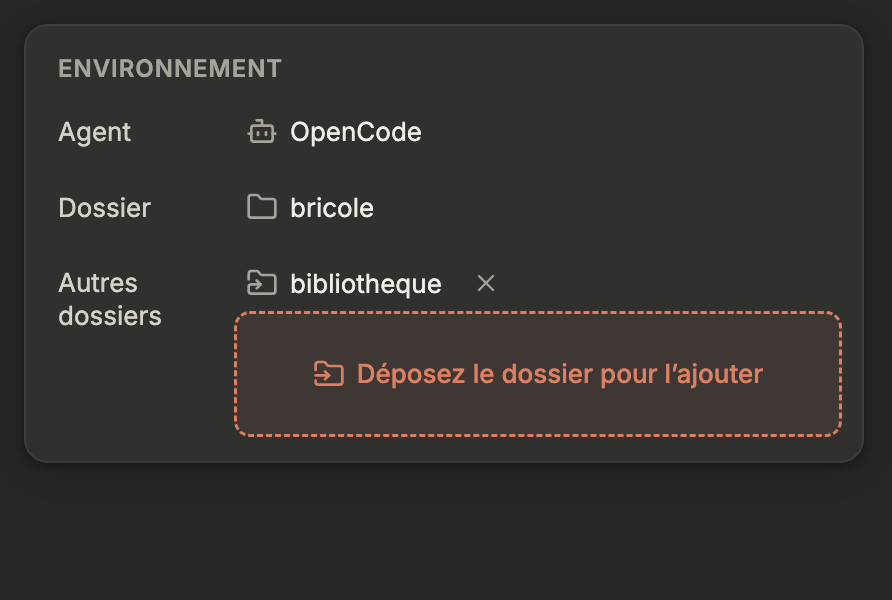 ENVIRONNEMENT
Agent OpenCode
Dossier bricole
Autres dossiers bibliotheque
Déposez le dossier pour l’ajouter